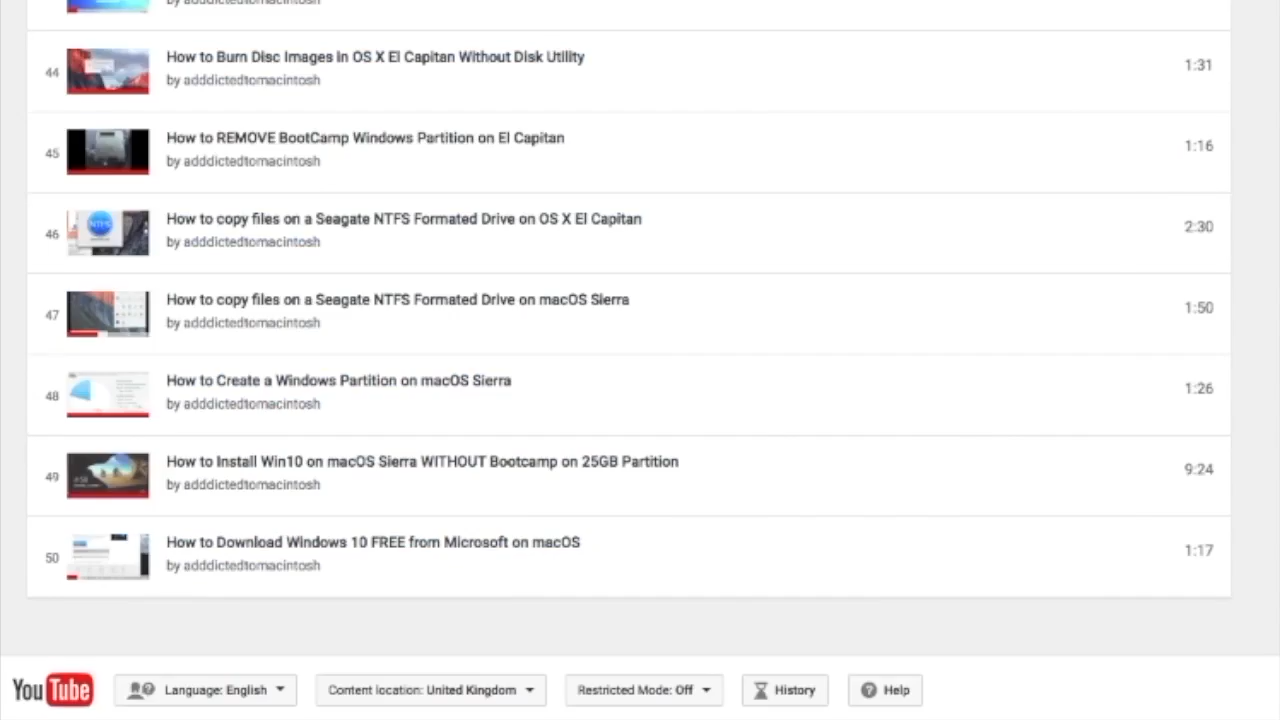 by adddictedtomacintosh
44
How to Burn Disc Images in OS X El Capitan Without Disk Utility
1:31
by adddictedtomacintosh
45
How to REMOVE BootCamp Windows Partition on El Capitan
1:16
by adddictedtomacintosh
46
NTFS
How to copy files on a Seagate NTFS Formated Drive on OS X El Capitan
2:30
by adddictedtomacintosh
47
How to copy files on a Seagate NTFS Formated Drive on macOS Sierra
1:50
by adddictedtomacintosh
48
How to Create a Windows Partition on macOS Sierra
1:26
by adddictedtomacintosh
49
How to Install Win10 on macOS Sierra WITHOUT Bootcamp on 25GB Partition
9:24
by adddictedtomacintosh
50
How to Download Windows 10 FREE from Microsoft on macOS
1:17
by adddictedtomacintosh
YouTube
Language: English
Content location: United Kingdom
Restricted Mode: Off
History
Help